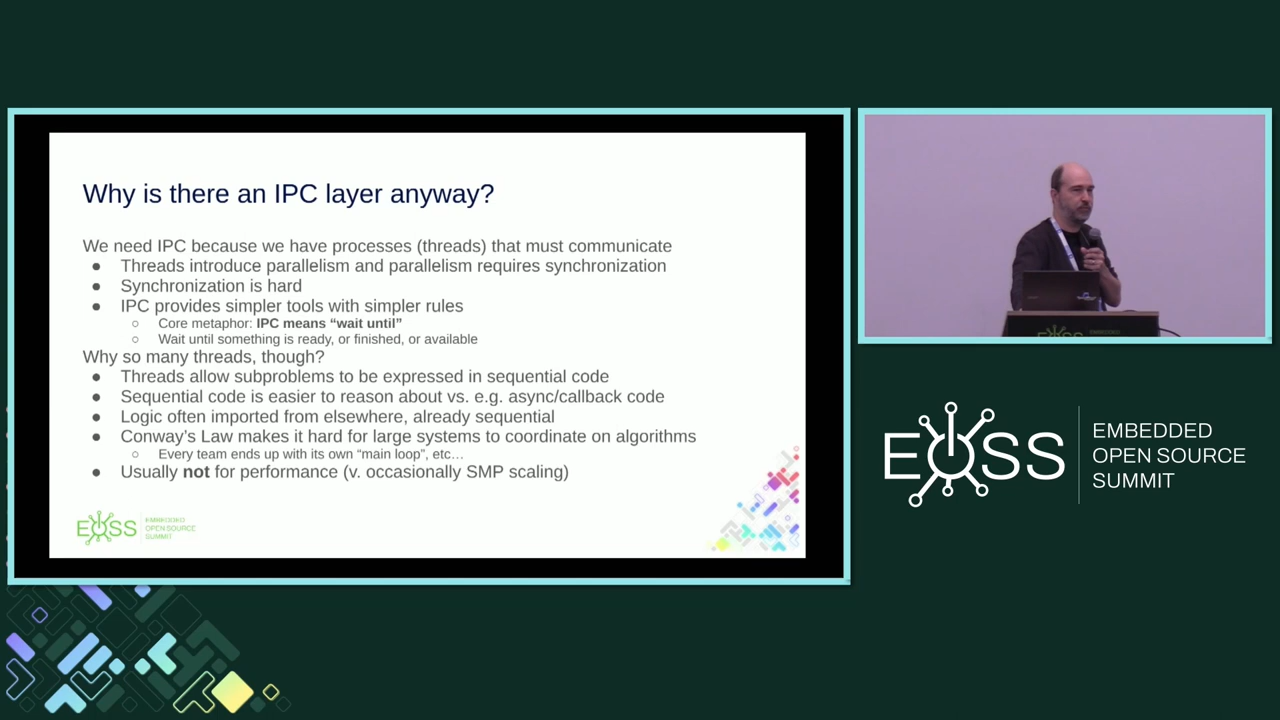 Why is there an IPC layer anyway?
We need IPC because we have processes (threads) that must communicate
● Threads introduce parallelism and parallelism requires synchronization
● Synchronization is hard
● IPC provides simpler tools with simpler rules
○ Core metaphor: IPC means “wait until”
○ Wait until something is ready, or finished, or available
Why so many threads, though?
● Threads allow subproblems to be expressed in sequential code
● Sequential code is easier to reason about vs. e.g. async/callback code
● Logic often imported from elsewhere, already sequential
● Conway’s Law makes it hard for large systems to coordinate on algorithms
○ Every team ends up with its own “main loop”, etc…
● Usually not for performance (v. occasionally SMP scaling)
EOSS
EMBEDDED
OPEN SOURCE
SUMMIT
EOSS
EMBEDDED
OPEN SOURCE
SUMMIT